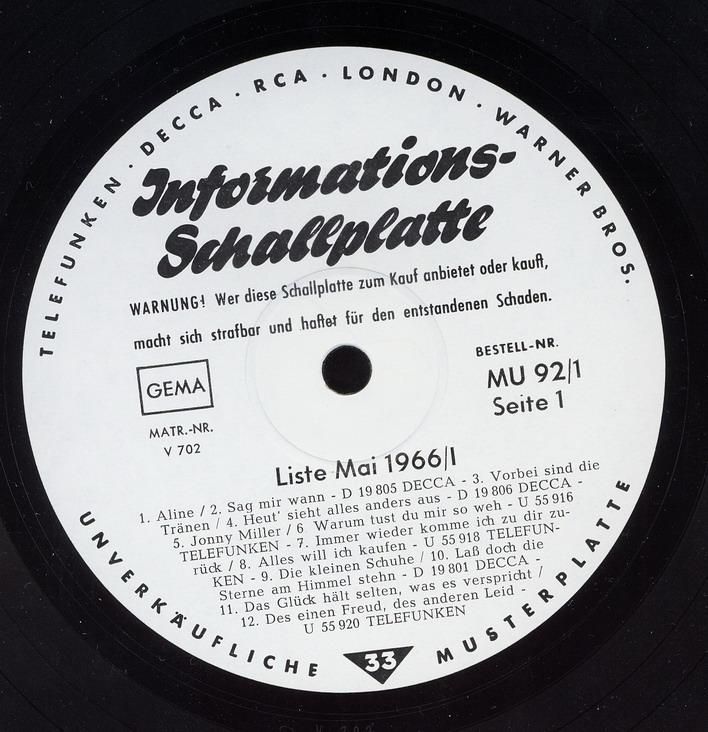 TELEFUNKEN · DECCA · RCA · LONDON · WARNER BROS.
Informations-
Schallplatte
WARNUNG! Wer diese Schallplatte zum Kauf anbietet oder kauft,
macht sich strafbar und haftet für den entstandenen Schaden.
GEMA
MATR.-NR.
V 702
BESTELL-NR.
MU 92/1
Seite 1
Liste Mai 1966/I
1. Aline / 2. Sag mir wann - D 19 805 DECCA - 3. Vorbei sind die
Tränen / 4. Heut' sieht alles anders aus - D 19 806 DECCA -
5. Jonny Miller / 6 Warum tust du mir so weh - U 55 916
TELEFUNKEN - 7. Immer wieder komme ich zu dir zu-
rück / 8. Alles will ich kaufen - U 55 918 TELEFUN-
KEN - 9. Die kleinen Schuhe / 10. Laß doch die
Sterne am Himmel stehn - D 19 801 DECCA -
11. Das Glück hält selten, was es verspricht /
12. Des einen Freud, des anderen Leid -
U 55 920 TELEFUNKEN
UNVERKÄUFLICHE 33 MUSTERPLATTE